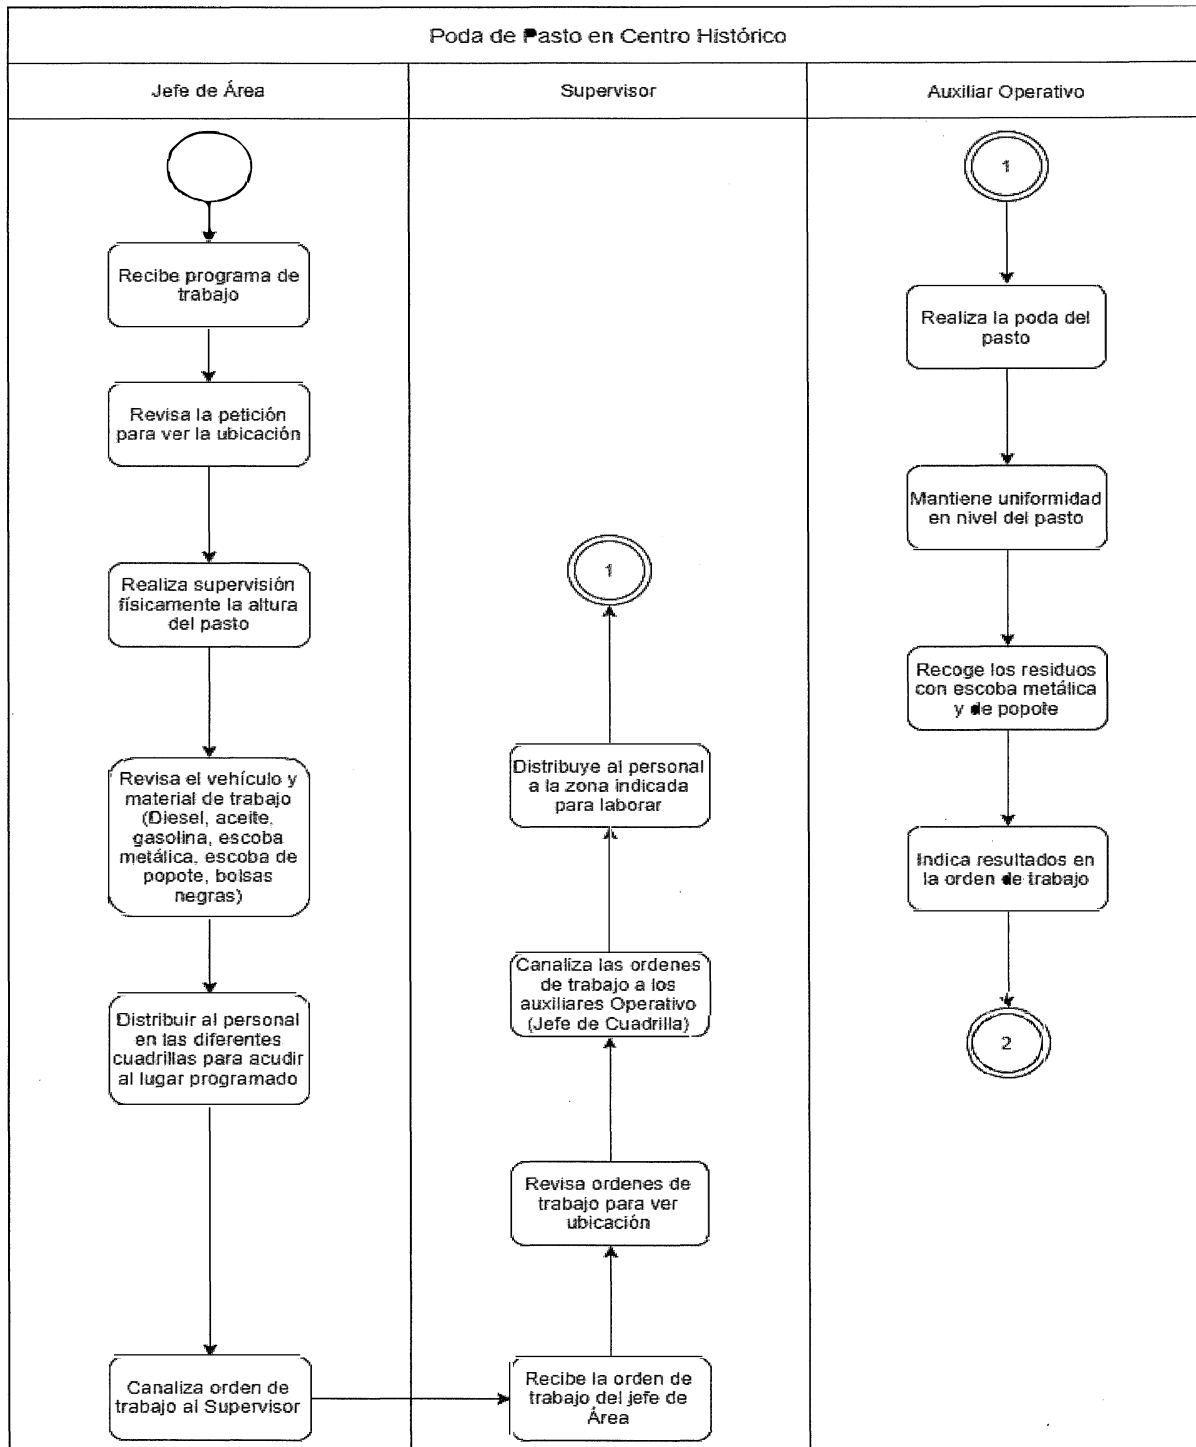 Poda de Pasto en Centro Histórico
Jefe de Área
Supervisor
Auxiliar Operativo
Recibe programa de
trabajo
Revisa la petición
para ver la ubicación
Realiza supervisión
físicamente la altura
del pasto
Revisa el vehículo y
material de trabajo
(Diesel, aceite,
gasolina, escoba
metálica, escoba de
popote, bolsas
negras)
Distribuir al personal
en las diferentes
cuadrillas para acudir
al lugar programado
Canaliza orden de
trabajo al Supervisor
Recibe la orden de
trabajo del jefe de
Área
Revisa ordenes de
trabajo para ver
ubicación
Canaliza las ordenes
de trabajo a los
auxiliares Operativo
(Jefe de Cuadrilla)
Distribuye al personal
a la zona indicada
para laborar
1
1
Realiza la poda del
pasto
Mantiene uniformidad
en nivel del pasto
Recoge los residuos
con escoba metálica
y de popote
Indica resultados en
la orden de trabajo
2